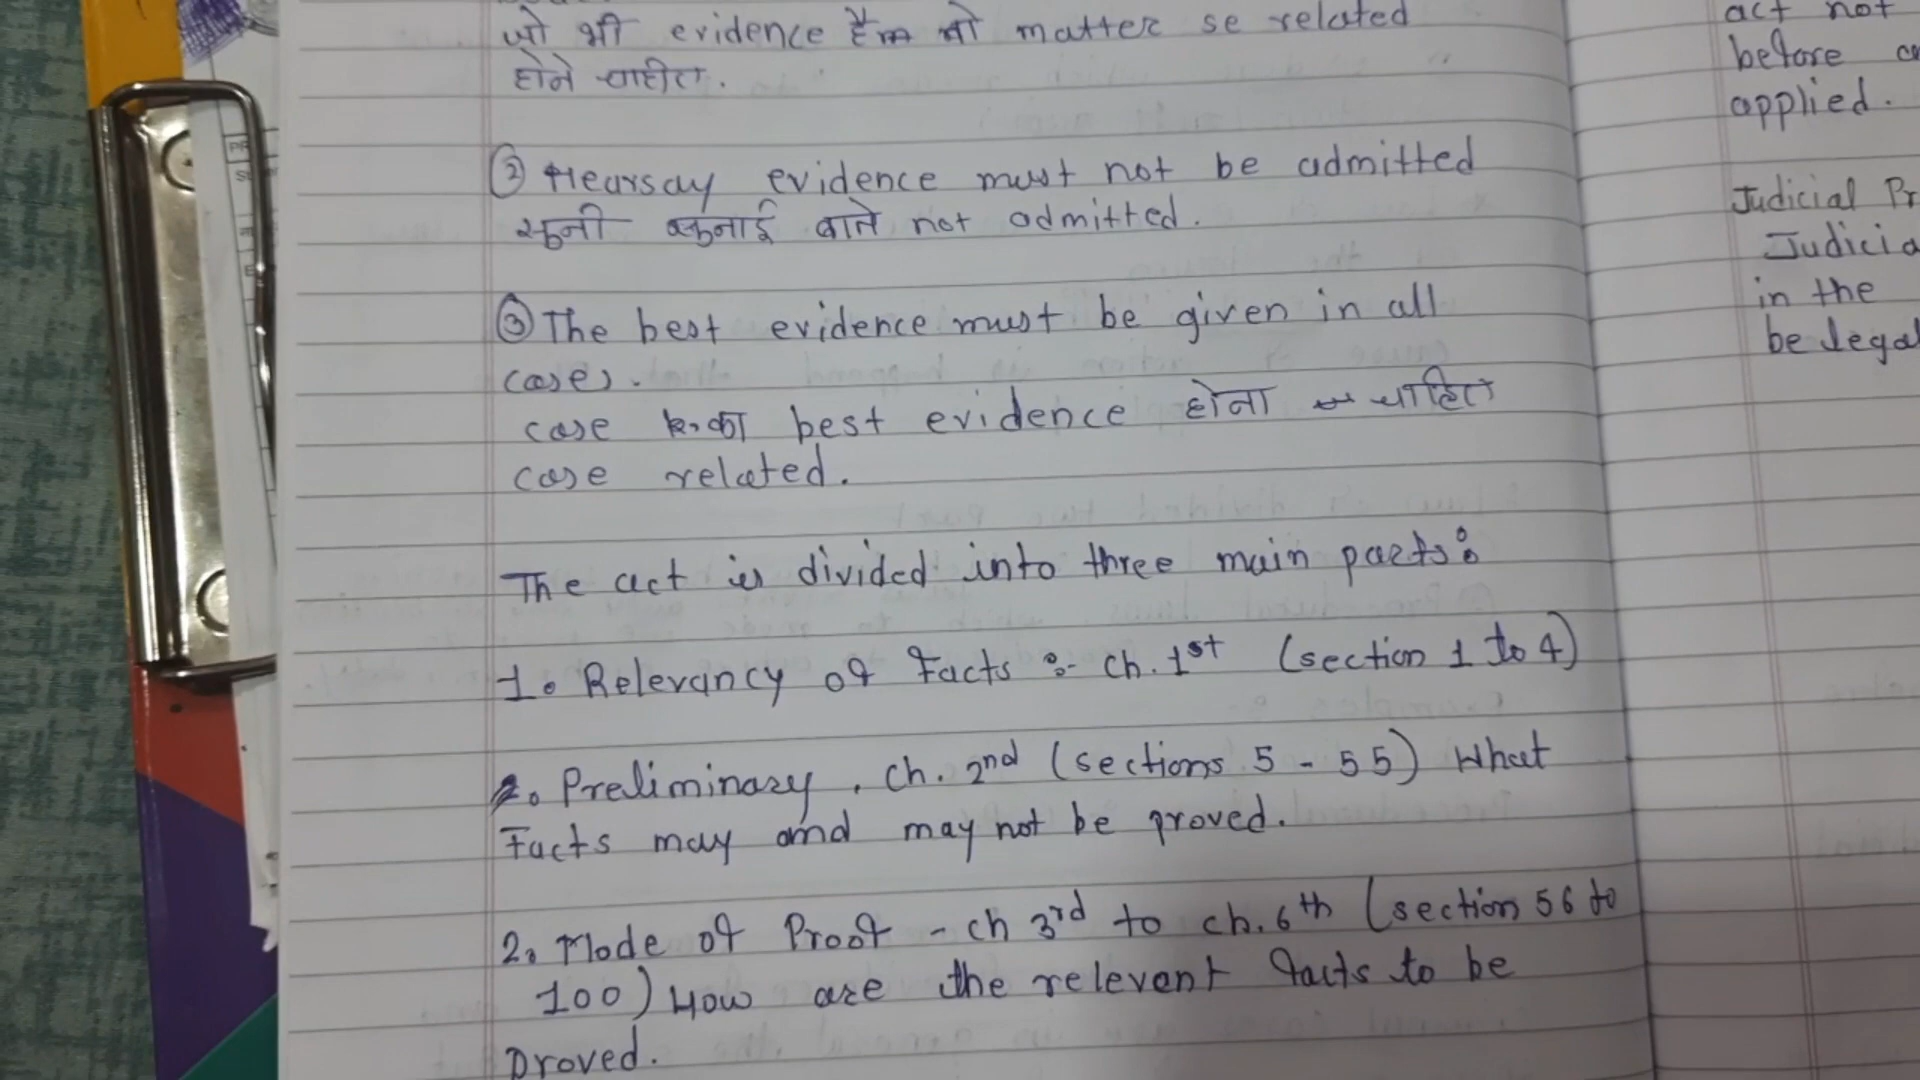 जो भी evidence है वो matter se related
होने चाहीए.
② Hearsay evidence must not be admitted
सुनी सुनाई बाते not admitted.
③ The best evidence must be given in all
cases.
case का best evidence होना चाहिए
case related.
The act is divided into three main parts:
1. Relevancy of Facts :- Ch. 1st (section 1 to 4)
2. Preliminary, Ch. 2nd (sections 5 - 55) What
Facts may and may not be proved.
2. Mode of Proof - ch 3rd to ch. 6th (section 56 to
100) How are the relevant facts to be
proved.
act not
before
applied.
Judicial Pr
Judicia
in the
be legal